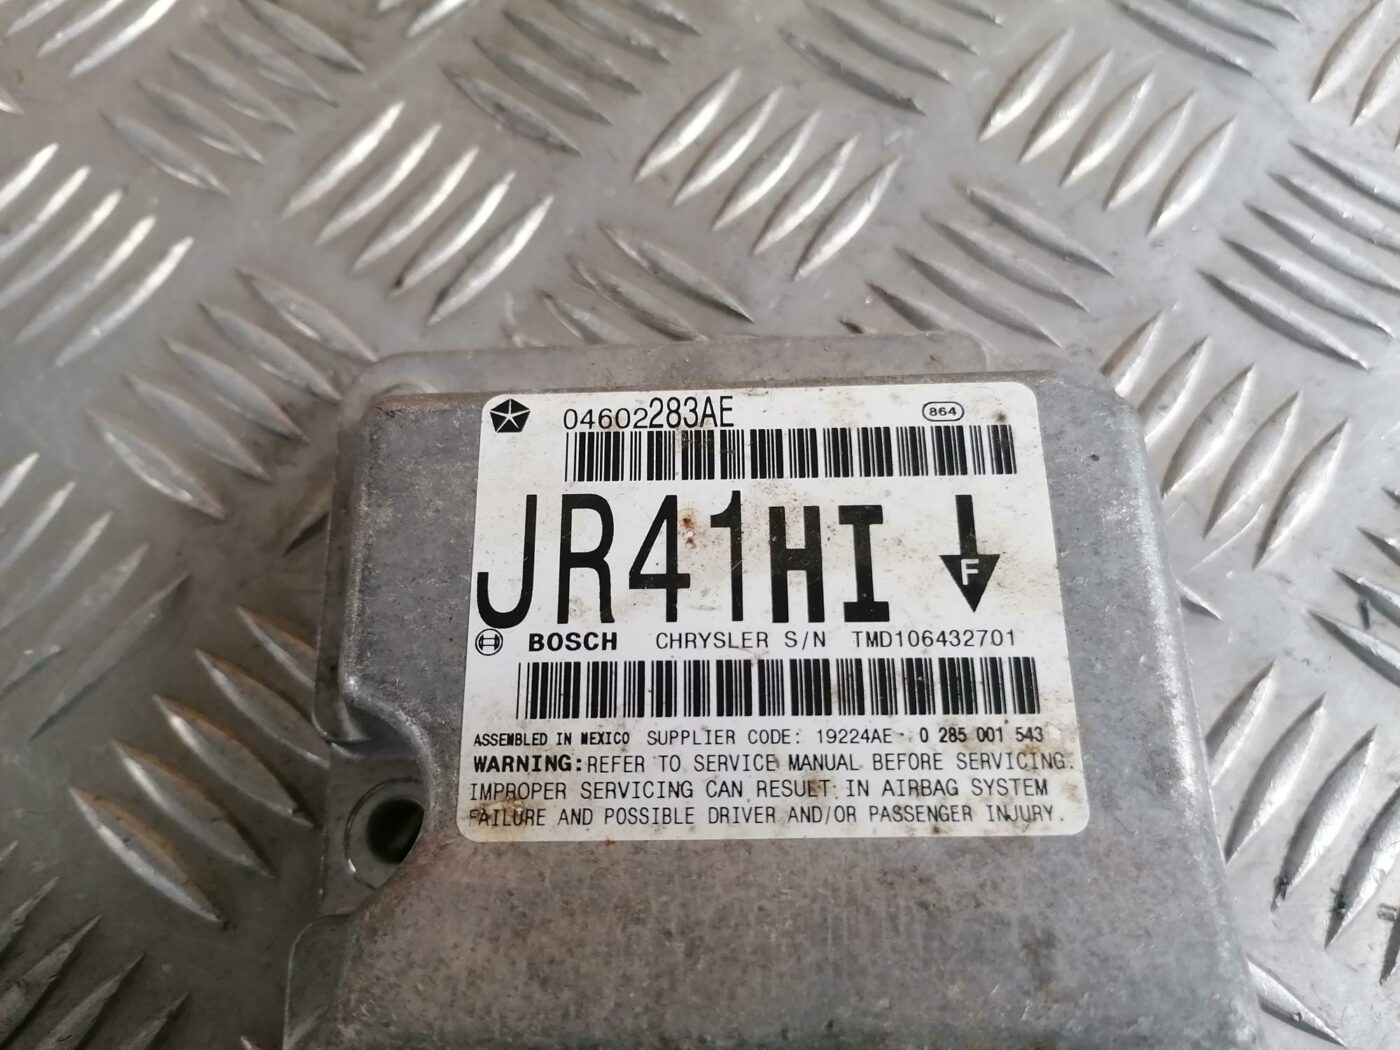 04602283AE 864
JR41HI F
BOSCH CHRYSLER S/N TMD106432701
ASSEMBLED IN MEXICO SUPPLIER CODE: 19224AE 0 285 001 543
WARNING: REFER TO SERVICE MANUAL BEFORE SERVICING.
IMPROPER SERVICING CAN RESULT IN AIRBAG SYSTEM
FAILURE AND POSSIBLE DRIVER AND/OR PASSENGER INJURY.